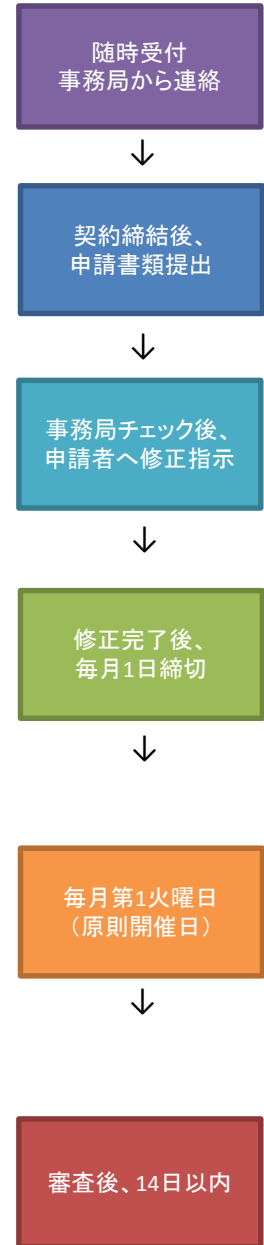 随時受付
事務局から連絡
↓
契約締結後、
申請書類提出
↓
事務局チェック後、
申請者へ修正指示
↓
修正完了後、
毎月1日締切
↓
毎月第1火曜日
（原則開催日）
↓
審査後、14日以内